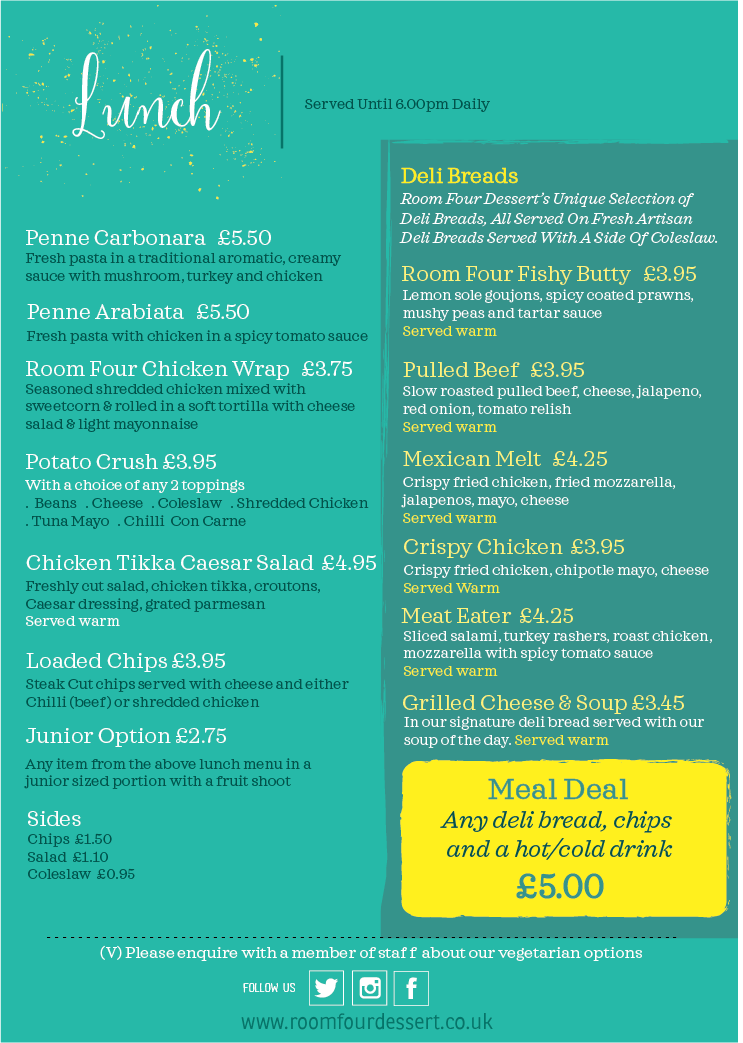 Lunch
Served Until 6.00pm Daily
Penne Carbonara £5.50
Fresh pasta in a traditional aromatic, creamy
sauce with mushroom, turkey and chicken
Penne Arabiata £5.50
Fresh pasta with chicken in a spicy tomato sauce
Room Four Chicken Wrap £3.75
Seasoned shredded chicken mixed with
sweetcorn & rolled in a soft tortilla with cheese
salad & light mayonnaise
Potato Crush £3.95
With a choice of any 2 toppings
. Beans . Cheese . Coleslaw . Shredded Chicken
. Tuna Mayo . Chilli Con Carne
Chicken Tikka Caesar Salad £4.95
Freshly cut salad, chicken tikka, croutons,
Caesar dressing, grated parmesan
Served warm
Loaded Chips £3.95
Steak Cut chips served with cheese and either
Chilli (beef) or shredded chicken
Junior Option £2.75
Any item from the above lunch menu in a
junior sized portion with a fruit shoot
Sides
Chips £1.50
Salad £1.10
Coleslaw £0.95
Deli Breads
Room Four Dessert's Unique Selection of
Deli Breads, All Served On Fresh Artisan
Deli Breads Served With A Side Of Coleslaw.
Room Four Fishy Butty £3.95
Lemon sole goujons, spicy coated prawns,
mushy peas and tartar sauce
Served warm
Pulled Beef £3.95
Slow roasted pulled beef, cheese, jalapeno,
red onion, tomato relish
Served warm
Mexican Melt £4.25
Crispy fried chicken, fried mozzarella,
jalapenos, mayo, cheese
Served warm
Crispy Chicken £3.95
Crispy fried chicken, chipotle mayo, cheese
Served Warm
Meat Eater £4.25
Sliced salami, turkey rashers, roast chicken,
mozzarella with spicy tomato sauce
Served warm
Grilled Cheese & Soup £3.45
In our signature deli bread served with our
soup of the day. Served warm
Meal Deal
Any deli bread, chips
and a hot/cold drink
£5.00
(V) Please enquire with a member of staff about our vegetarian options
FOLLOW US
www.roomfourdessert.co.uk